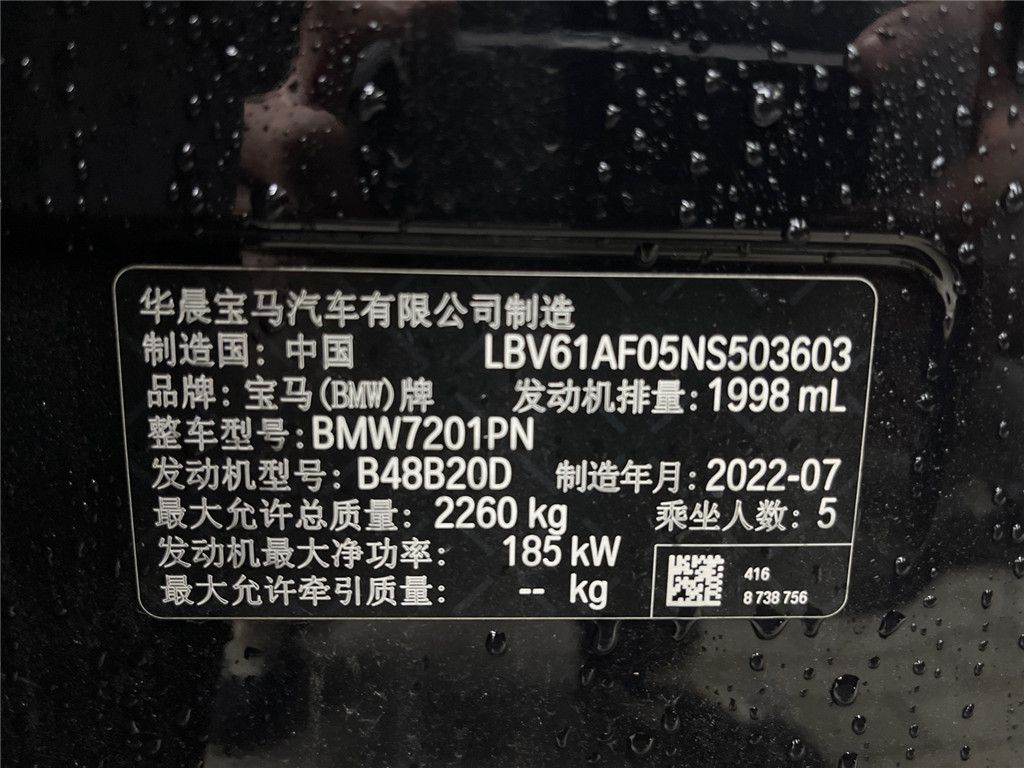 华晨宝马汽车有限公司制造
制造国：中国 LBV61AF05NS503603
品牌：宝马(BMW)牌 发动机排量：1998 mL
整车型号：BMW7201PN
发动机型号：B48B20D 制造年月：2022-07
最大允许总质量：2260 kg 乘坐人数：5
发动机最大净功率：185 kW
最大允许牵引质量：-- kg
416
8 738 756